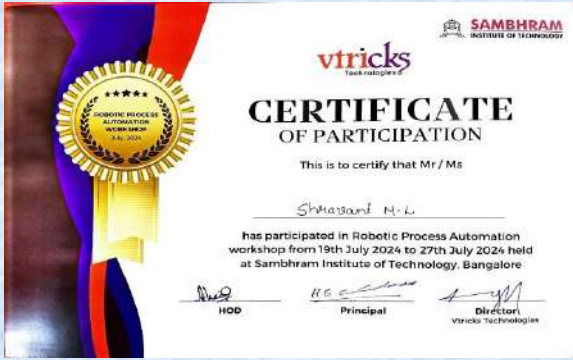 SAMBHRAM
INSTITUTE OF TECHNOLOGY
vtricks
Technologies
ROBOTIC PROCESS
AUTOMATION
WORKSHOP
July, 2024
CERTIFICATE
OF PARTICIPATION
This is to certify that Mr / Ms
Shravani M.L
has participated in Robotic Process Automation
workshop from 19th July 2024 to 27th July 2024 held
at Sambhram Institute of Technology, Bangalore
HOD
Principal
Director
Vtricks Technologies